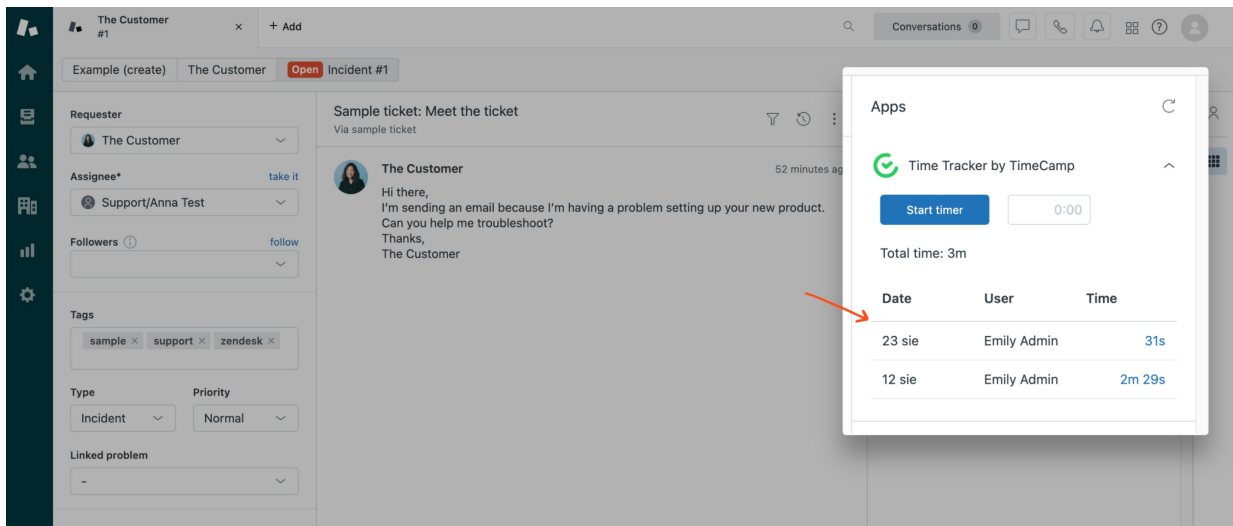 The Customer
#1
×
+ Add
Conversations 0
Example (create)
The Customer
Open Incident #1
Requester
The Customer
Assignee*
take it
Support/Anna Test
Followers
follow
Tags
sample × support × zendesk ×
Type
Priority
Incident
Normal
Linked problem
-
Sample ticket: Meet the ticket
Via sample ticket
The Customer
52 minutes ag
Hi there,
I'm sending an email because I'm having a problem setting up your new product.
Can you help me troubleshoot?
Thanks,
The Customer
Apps
Time Tracker by TimeCamp
Start timer
0:00
Total time: 3m
Date User Time
23 sie Emily Admin 31s
12 sie Emily Admin 2m 29s